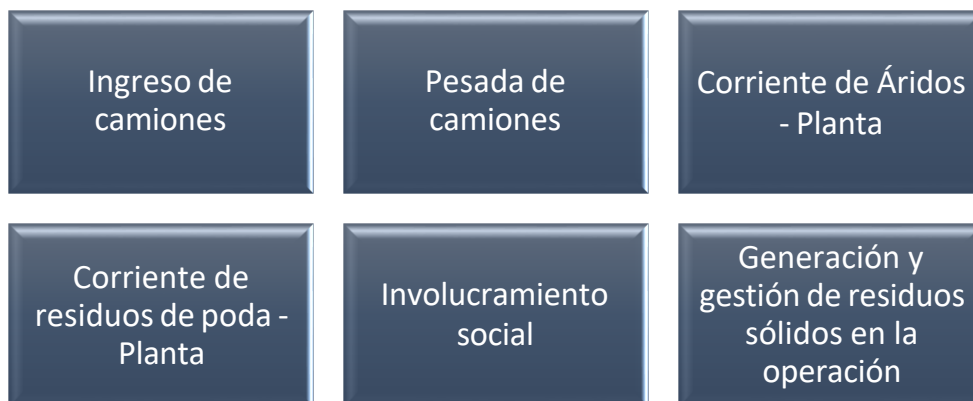 Ingreso de
camiones
Pesada de
camiones
Corriente de Áridos
- Planta
Corriente de
residuos de poda -
Planta
Involucramiento
social
Generación y
gestión de residuos
sólidos en la
operación